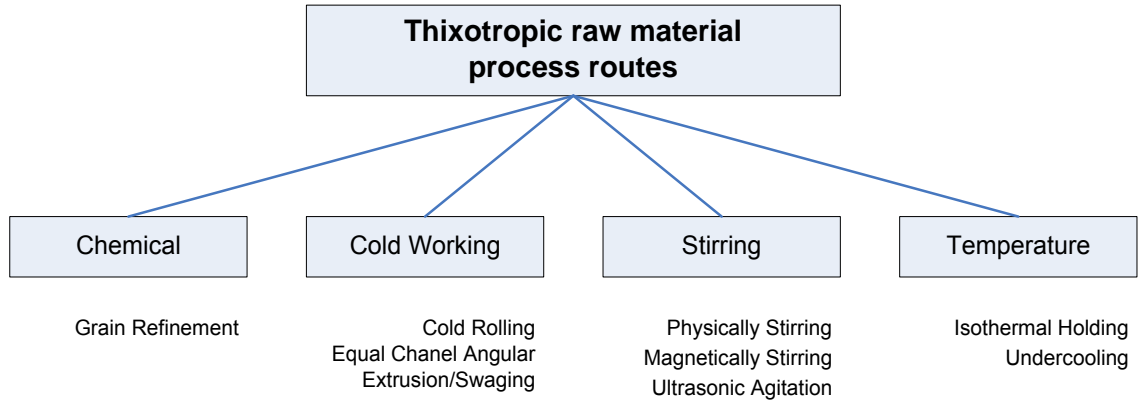 Thixotropic raw material
process routes
Chemical
Cold Working
Stirring
Temperature
Grain Refinement
Cold Rolling
Equal Chanel Angular
Extrusion/Swaging
Physically Stirring
Magnetically Stirring
Ultrasonic Agitation
Isothermal Holding
Undercooling